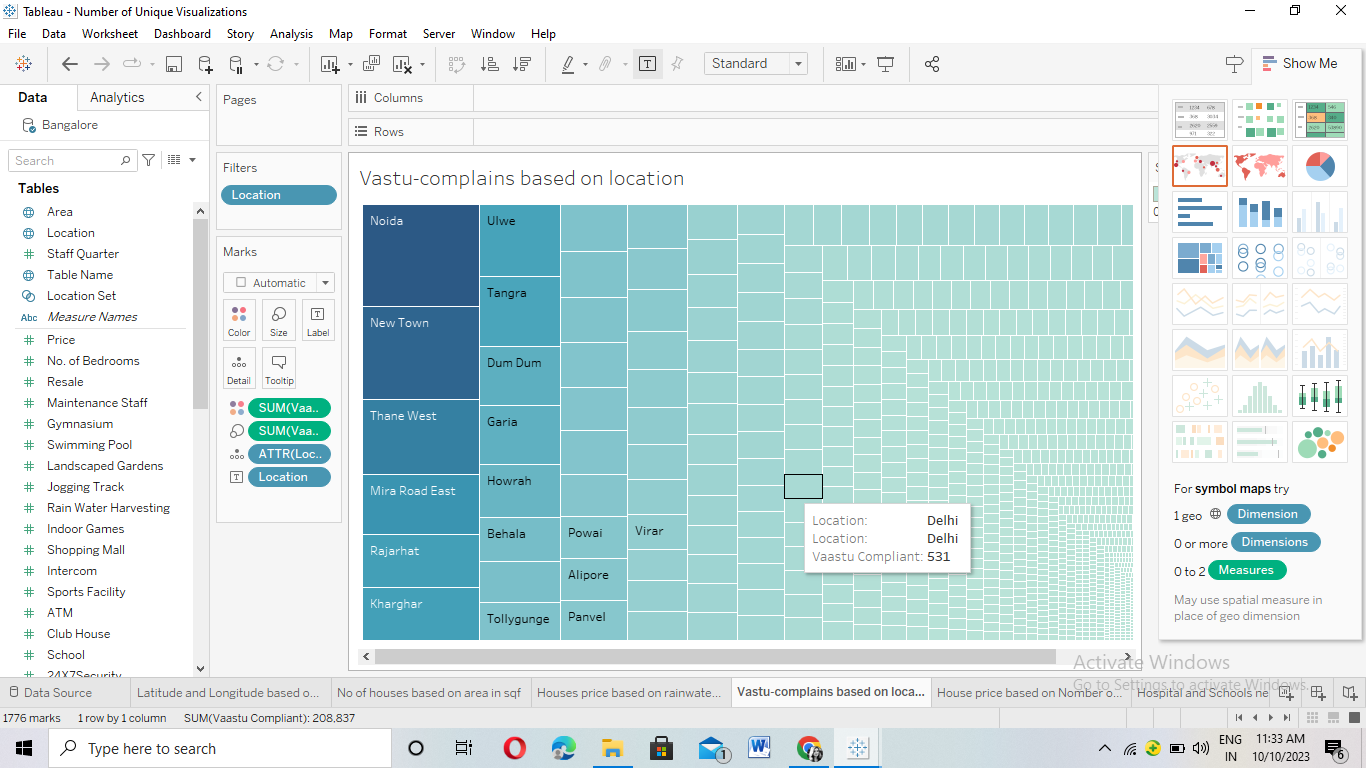 Tableau - Number of Unique Visualizations
File Data Worksheet Dashboard Story Analysis Map Format Server Window Help
Standard
Show Me
Data Analytics
Bangalore
Search
Tables
Area
Location
Staff Quarter
Table Name
Location Set
Abc Measure Names
Price
No. of Bedrooms
Resale
Maintenance Staff
Gymnasium
Swimming Pool
Landscaped Gardens
Jogging Track
Rain Water Harvesting
Indoor Games
Shopping Mall
Intercom
Sports Facility
ATM
Club House
School
24X7Security
Pages
Filters
Location
Marks
Automatic
Color Size Label
Detail Tooltip
SUM(Vaa..
SUM(Vaa..
ATTR(Loc..
Location
Columns
Rows
Vastu-complains based on location
Noida
New Town
Thane West
Mira Road East
Rajarhat
Kharghar
Ulwe
Tangra
Dum Dum
Garia
Howrah
Behala
Tollygunge
Powai
Alipore
Panvel
Virar
Location: Delhi
Location: Delhi
Vaastu Compliant: 531
For symbol maps try
1 geo Dimension
0 or more Dimensions
0 to 2 Measures
May use spatial measure in
place of geo dimension
Activate Windows
Go to Settings to activate Windows.
Data Source Latitude and Longitude based o... No of houses based on area in sqf Houses price based on rainwate... Vastu-complains based on loca... House price based on Nomber o... Hospital and Schools ne
1776 marks 1 row by 1 column SUM(Vaastu Compliant): 208,837
Type here to search
1
ENG
IN
11:33 AM
10/10/2023
6